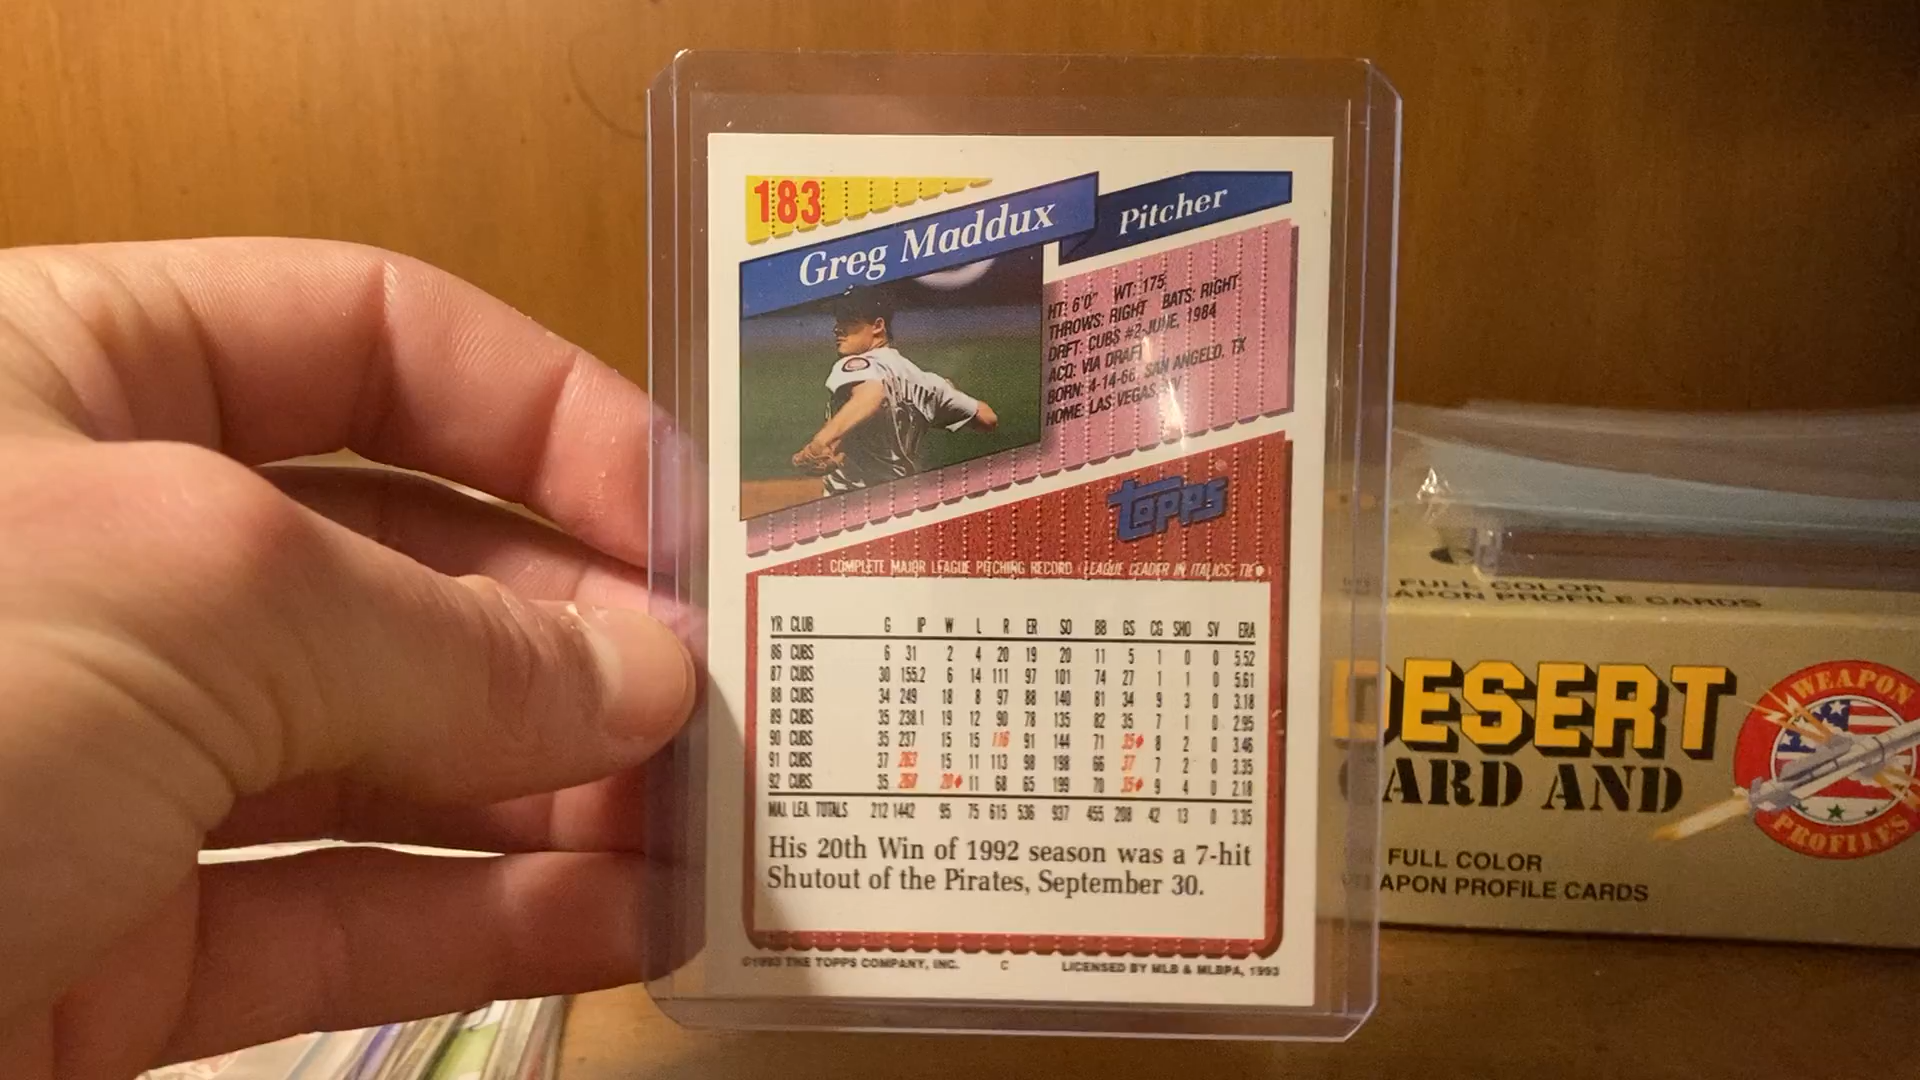 183
Greg Maddux
Pitcher
HT: 6'0" WT: 175
THROWS: RIGHT BATS: RIGHT
DRFT: CUBS #2-JUNE, 1984
ACQ: VIA DRAFT
BORN: 4-14-66, SAN ANGELO, TX
HOME: LAS VEGAS, NV
topps
COMPLETE MAJOR LEAGUE PITCHING RECORD (LEAGUE LEADER IN ITALICS, TIE♦)
YR CLUB G IP W L R ER SO BB GS CG SHO SV ERA
86 CUBS 6 31 2 4 20 19 20 11 5 1 0 0 5.52
87 CUBS 30 155.2 6 14 111 97 101 74 27 1 1 0 5.61
88 CUBS 34 249 18 8 97 88 140 81 34 9 3 0 3.18
89 CUBS 35 238.1 19 12 90 78 135 82 35 7 1 0 2.95
90 CUBS 35 237 15 15 116 91 144 71 35♦ 8 2 0 3.46
91 CUBS 37 263 15 11 113 98 198 66 37 7 2 0 3.35
92 CUBS 35 268 20♦ 11 68 65 199 70 35♦ 9 4 0 2.18
MAJ. LEA. TOTALS 212 1442 95 75 615 536 937 455 208 42 13 0 3.35
His 20th Win of 1992 season was a 7-hit
Shutout of the Pirates, September 30.
©1993 THE TOPPS COMPANY, INC. C LICENSED BY MLB & MLBPA, 1993
FULL COLOR
WEAPON PROFILE CARDS
DESERT
CARD AND
WEAPON
PROFILES
FULL COLOR
WEAPON PROFILE CARDS